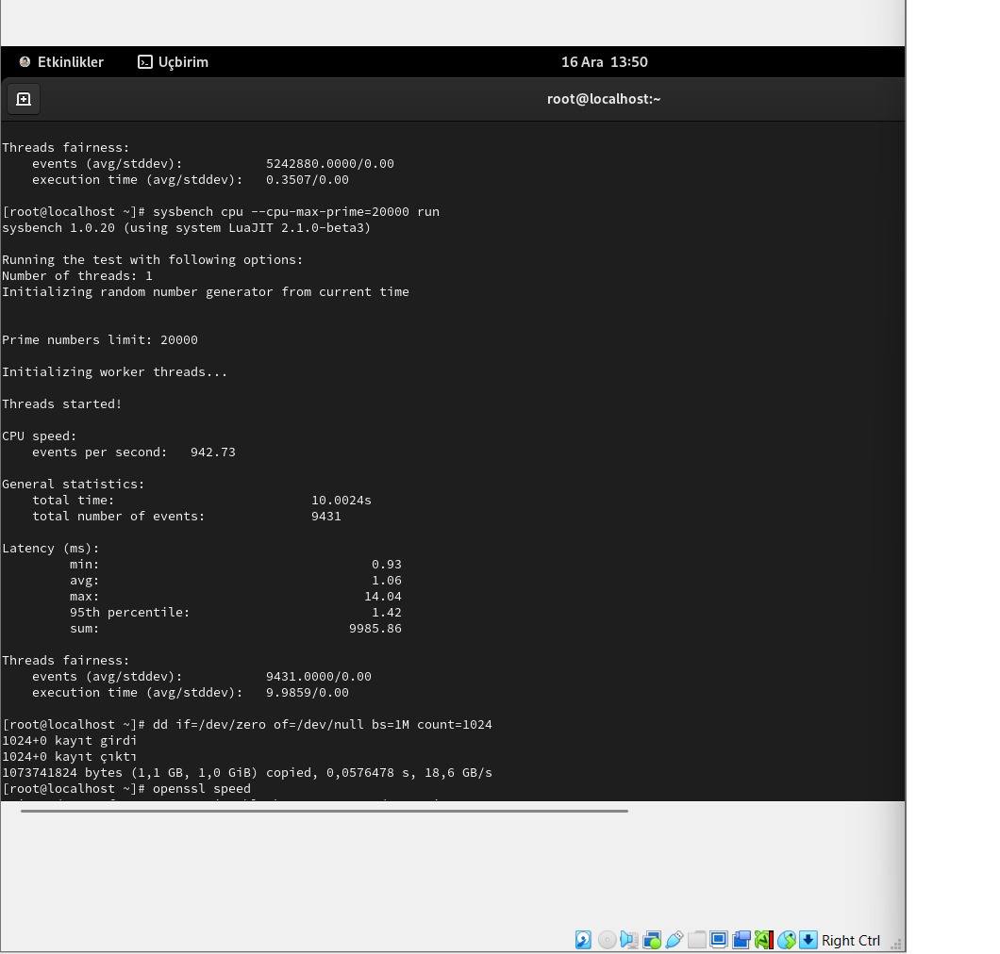 Etkinlikler Uçbirim 16 Ara 13:50
root@localhost:~
Threads fairness:
events (avg/stddev): 5242880.0000/0.00
execution time (avg/stddev): 0.3507/0.00
[root@localhost ~]# sysbench cpu --cpu-max-prime=20000 run
sysbench 1.0.20 (using system LuaJIT 2.1.0-beta3)
Running the test with following options:
Number of threads: 1
Initializing random number generator from current time
Prime numbers limit: 20000
Initializing worker threads...
Threads started!
CPU speed:
events per second: 942.73
General statistics:
total time: 10.0024s
total number of events: 9431
Latency (ms):
min: 0.93
avg: 1.06
max: 14.04
95th percentile: 1.42
sum: 9985.86
Threads fairness:
events (avg/stddev): 9431.0000/0.00
execution time (avg/stddev): 9.9859/0.00
[root@localhost ~]# dd if=/dev/zero of=/dev/null bs=1M count=1024
1024+0 kayıt girdi
1024+0 kayıt çıktı
1073741824 bytes (1,1 GB, 1,0 GiB) copied, 0,0576478 s, 18,6 GB/s
[root@localhost ~]# openssl speed
Right Ctrl